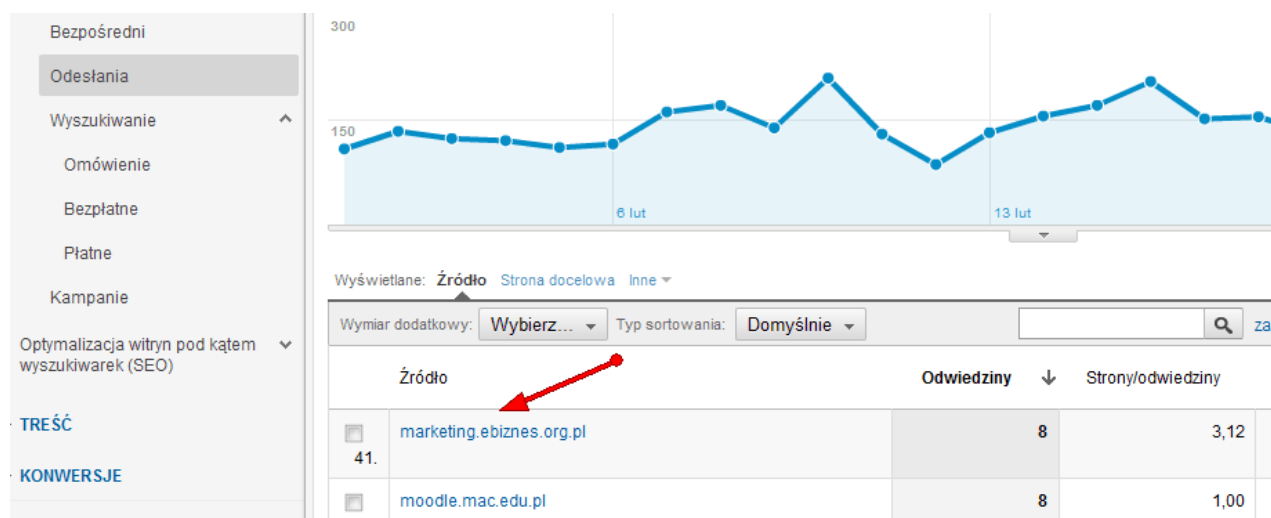 Bezpośredni
Odesłania
Wyszukiwanie
Omówienie
Bezpłatne
Płatne
Kampanie
Optymalizacja witryn pod kątem
wyszukiwarek (SEO)
TREŚĆ
KONWERSJE
300
150
6 lut
13 lut
Wyświetlane: Źródło Strona docelowa Inne
Wymiar dodatkowy: Wybierz... Typ sortowania: Domyślnie za
Źródło Odwiedziny Strony/odwiedziny
41. marketing.ebiznes.org.pl 8 3,12
moodle.mac.edu.pl 8 1,00